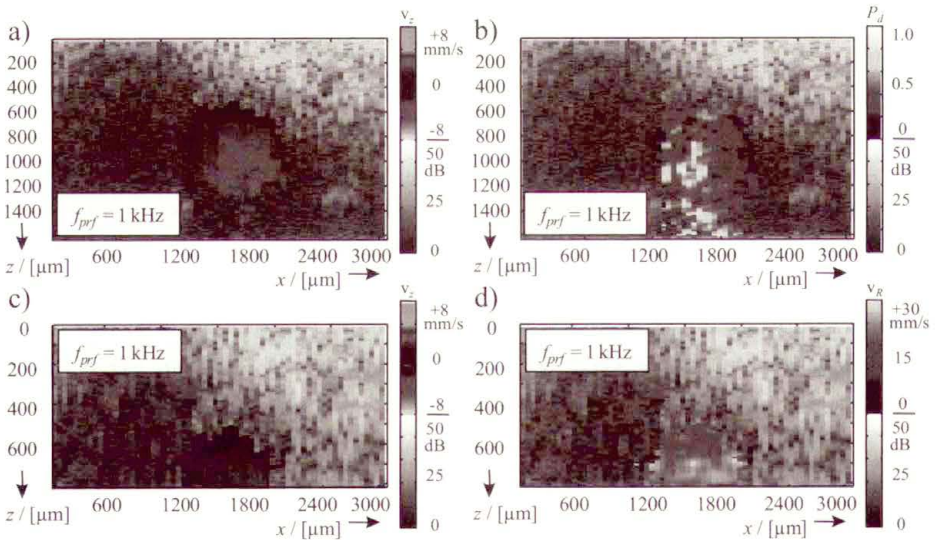 a)
v_z
+8
mm/s
0
-8
50
dB
25
0
200
400
600
800
1000
1200
1400
f_prf = 1 kHz
z / [µm]
600 1200 1800 2400 3000
x / [µm]
b)
P_d
1.0
0.5
0
50
dB
25
0
200
400
600
800
1000
1200
1400
f_prf = 1 kHz
z / [µm]
600 1200 1800 2400 3000
x / [µm]
c)
v_z
+8
mm/s
0
-8
50
dB
25
0
0
200
400
600
f_prf = 1 kHz
z / [µm]
600 1200 1800 2400 3000
x / [µm]
d)
v_R
+30
mm/s
15
0
50
dB
25
0
0
200
400
600
f_prf = 1 kHz
z / [µm]
600 1200 1800 2400 3000
x / [µm]